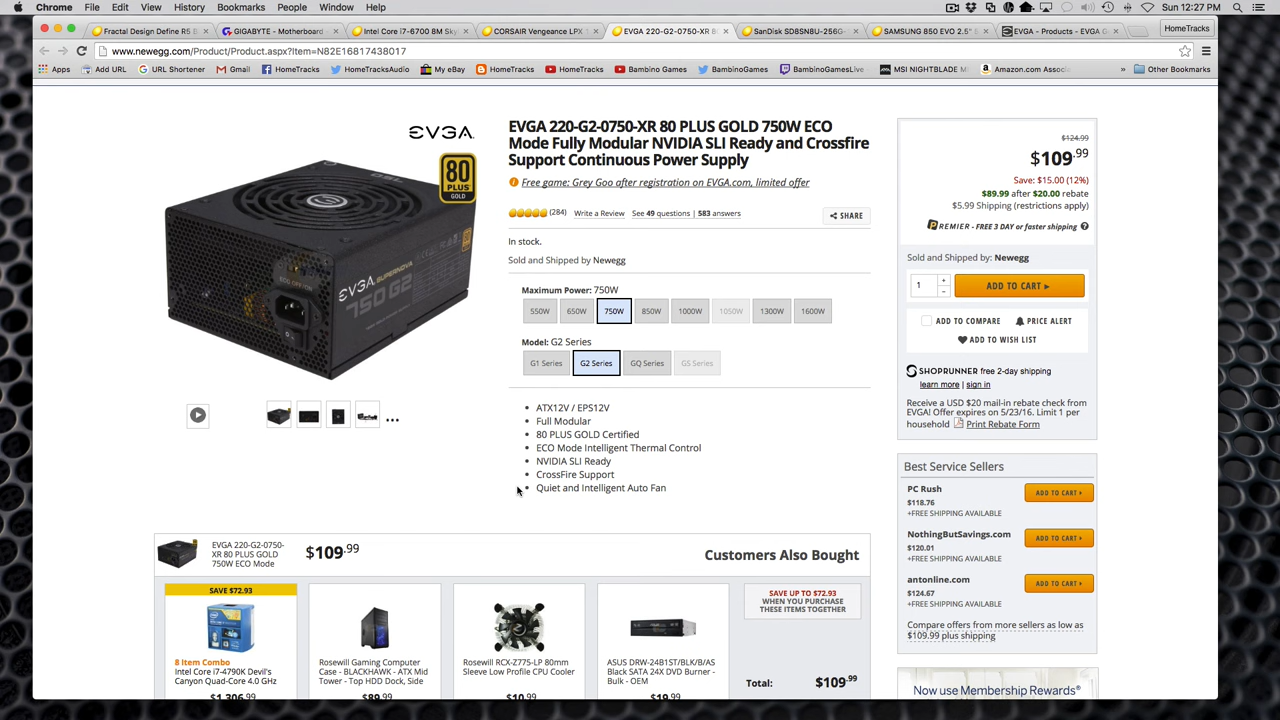 Chrome File Edit View History Bookmarks People Window Help
Sun 12:27 PM
Fractal Design Define R5 B
GIGABYTE - Motherboard
Intel Core i7-6700 8M Sky
CORSAIR Vengeance LPX
EVGA 220-G2-0750-XR 80
SanDisk SD8SN8U-256G-
SAMSUNG 850 EVO 2.5"
EVGA - Products - EVGA G
HomeTracks
www.newegg.com/Product/Product.aspx?Item=N82E16817438017
Apps Add URL URL Shortener Gmail HomeTracks HomeTracksAudio My eBay HomeTracks HomeTracks Bambino Games BambinoGames BambinoGamesLive MSI NIGHTBLADE Amazon.com Associ » Other Bookmarks
EVGA
80
PLUS
GOLD
750
EVGA SUPERNOVA
750 G2
EVGA 220-G2-0750-XR 80 PLUS GOLD 750W ECO
Mode Fully Modular NVIDIA SLI Ready and Crossfire
Support Continuous Power Supply
Free game: Grey Goo after registration on EVGA.com, limited offer
(284) Write a Review See 49 questions | 583 answers
SHARE
In stock.
Sold and Shipped by Newegg
Maximum Power: 750W
550W 650W 750W 850W 1000W 1050W 1300W 1600W
Model: G2 Series
G1 Series G2 Series GQ Series GS Series
• ATX12V / EPS12V
• Full Modular
• 80 PLUS GOLD Certified
• ECO Mode Intelligent Thermal Control
• NVIDIA SLI Ready
• CrossFire Support
• Quiet and Intelligent Auto Fan
$124.99
$109.99
Save: $15.00 (12%)
$89.99 after $20.00 rebate
$5.99 Shipping (restrictions apply)
PREMIER - FREE 3 DAY or faster shipping ?
Sold and Shipped by: Newegg
1 + - ADD TO CART ▸
ADD TO COMPARE PRICE ALERT
ADD TO WISH LIST
SHOPRUNNER free 2-day shipping
learn more | sign in
Receive a USD $20 mail-in rebate check from
EVGA! Offer expires on 5/23/16. Limit 1 per
household Print Rebate Form
Best Service Sellers
PC Rush
$118.76
+FREE SHIPPING AVAILABLE
ADD TO CART ▸
NothingButSavings.com
$120.01
+FREE SHIPPING AVAILABLE
ADD TO CART ▸
antonline.com
$124.67
+FREE SHIPPING AVAILABLE
ADD TO CART ▸
Compare offers from more sellers as low as
$109.99 plus shipping
Now use Membership Rewards®
EVGA 220-G2-0750-
XR 80 PLUS GOLD
750W ECO Mode
$109.99
Customers Also Bought
SAVE $72.93
8 Item Combo
Intel Core i7-4790K Devil's
Canyon Quad-Core 4.0 GHz
$1,306.99
Rosewill Gaming Computer
Case - BLACKHAWK - ATX Mid
Tower - Top HDD Dock, Side
$89.99
Rosewill RCX-Z775-LP 80mm
Sleeve Low Profile CPU Cooler
$10.99
ASUS DRW-24B1ST/BLK/B/AS
Black SATA 24X DVD Burner -
Bulk - OEM
$19.99
SAVE UP TO $72.93
WHEN YOU PURCHASE
THESE ITEMS TOGETHER
Total: $109.99